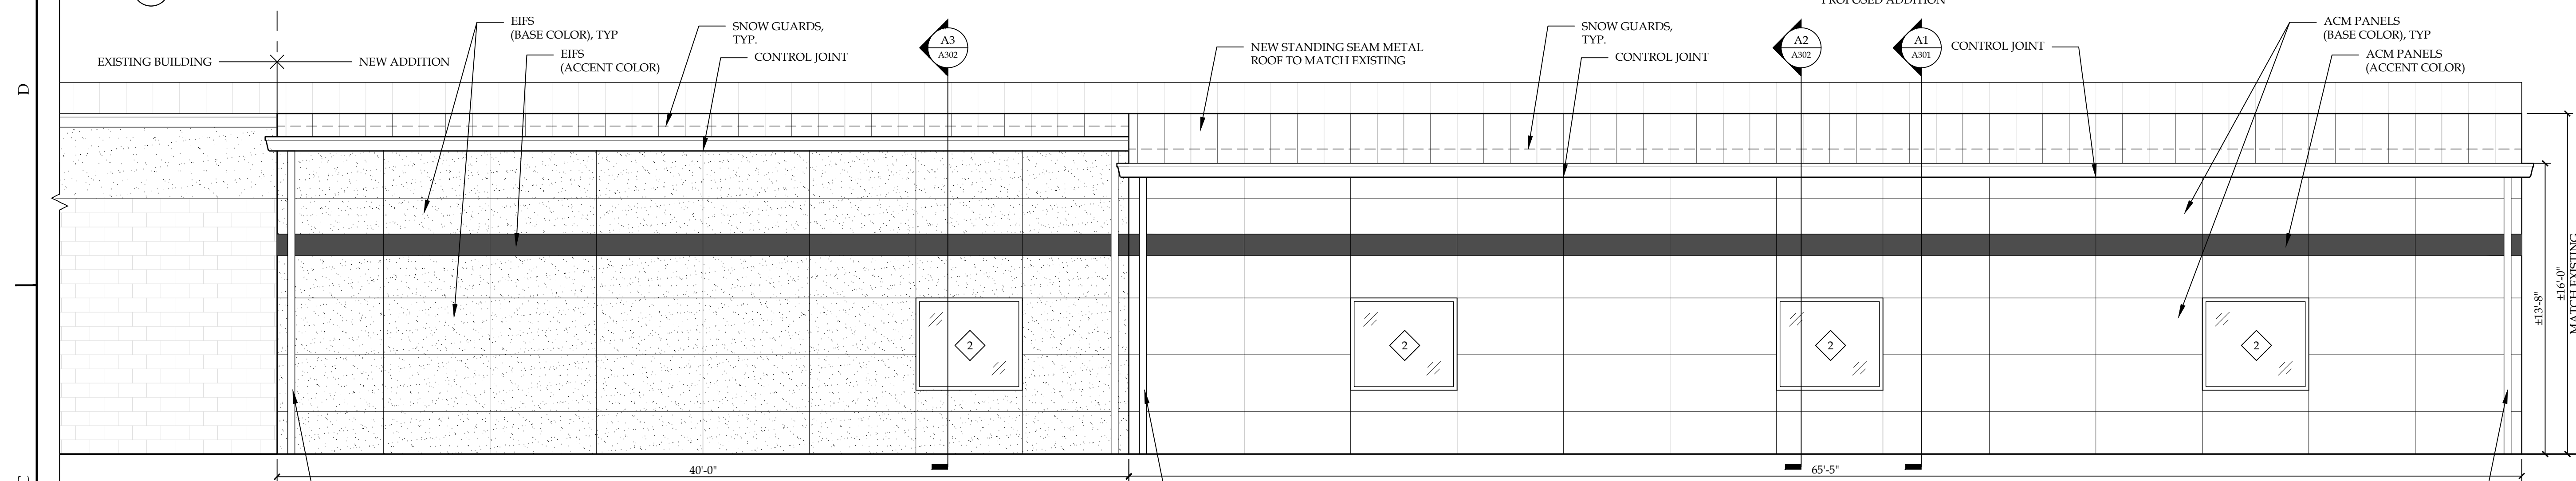 PROPOSED ADDITION
D
EXISTING BUILDING
NEW ADDITION
EIFS
(BASE COLOR), TYP
EIFS
(ACCENT COLOR)
SNOW GUARDS,
TYP.
CONTROL JOINT
A3
A302
NEW STANDING SEAM METAL
ROOF TO MATCH EXISTING
SNOW GUARDS,
TYP.
CONTROL JOINT
A2
A302
A1
A301
CONTROL JOINT
ACM PANELS
(BASE COLOR), TYP
ACM PANELS
(ACCENT COLOR)
2
2
2
2
±13'-8"
±16'-0"
MATCH EXISTING
40'-0"
65'-5"